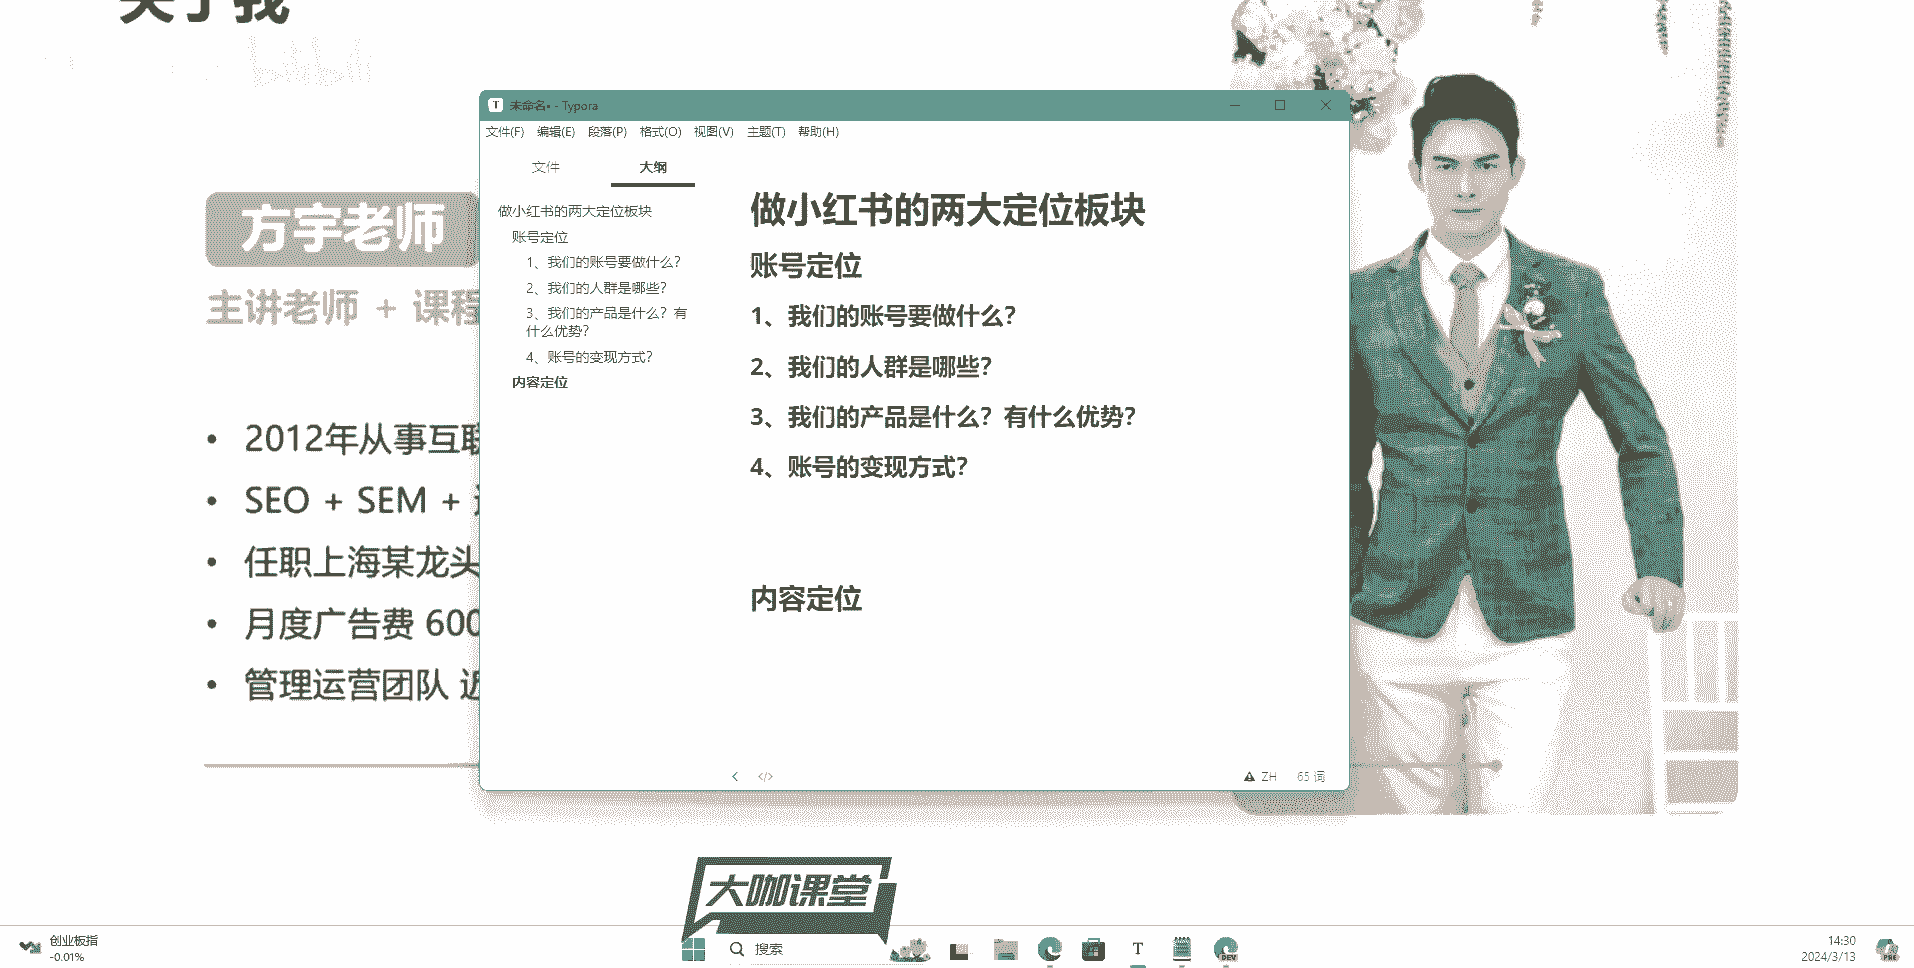 关于我
bilibili
方宇老师
主讲老师 + 课程
2012年从事互联
SEO + SEM +
任职上海某龙头
月度广告费 600
管理运营团队 近
未命名• - Typora
文件(F) 编辑(E) 段落(P) 格式(O) 视图(V) 主题(T) 帮助(H)
文件 大纲
做小红书的两大定位板块
账号定位
1、我们的账号要做什么?
2、我们的人群是哪些?
3、我们的产品是什么? 有
什么优势?
4、账号的变现方式?
内容定位
做小红书的两大定位板块
账号定位
1、我们的账号要做什么?
2、我们的人群是哪些?
3、我们的产品是什么? 有什么优势?
4、账号的变现方式?
内容定位
ZH 65 词
大咖课堂
创业板指
-0.01%
搜索
T
DEV
14:30
2024/3/13
PRE